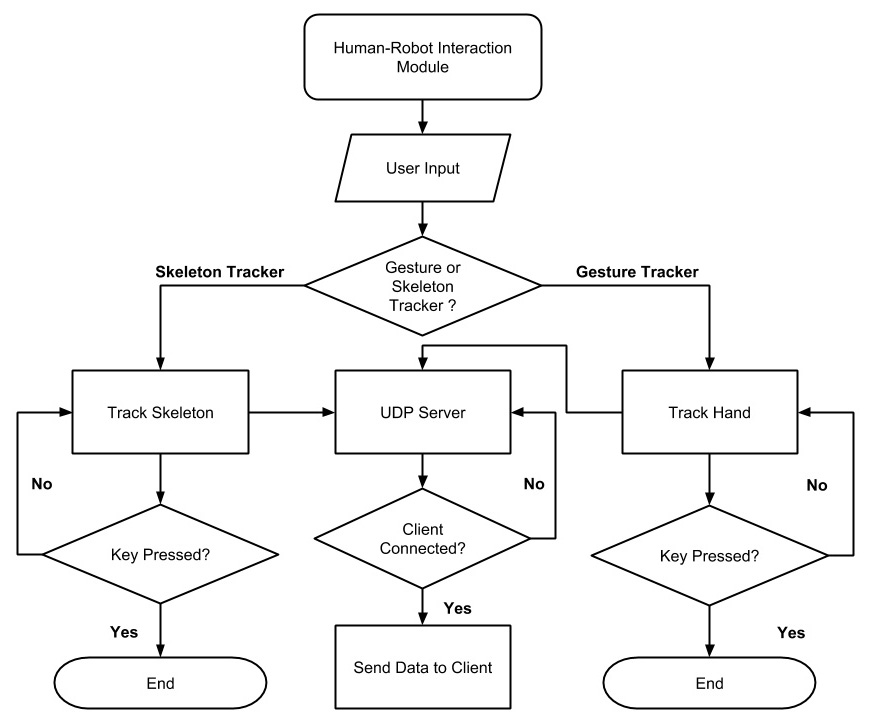 Human-Robot Interaction
Module
User Input
Gesture or
Skeleton
Tracker ?
Skeleton Tracker
Gesture Tracker
Track Skeleton
UDP Server
Track Hand
No
No
No
Key Pressed?
Client
Connected?
Key Pressed?
Yes
Yes
Yes
End
Send Data to Client
End